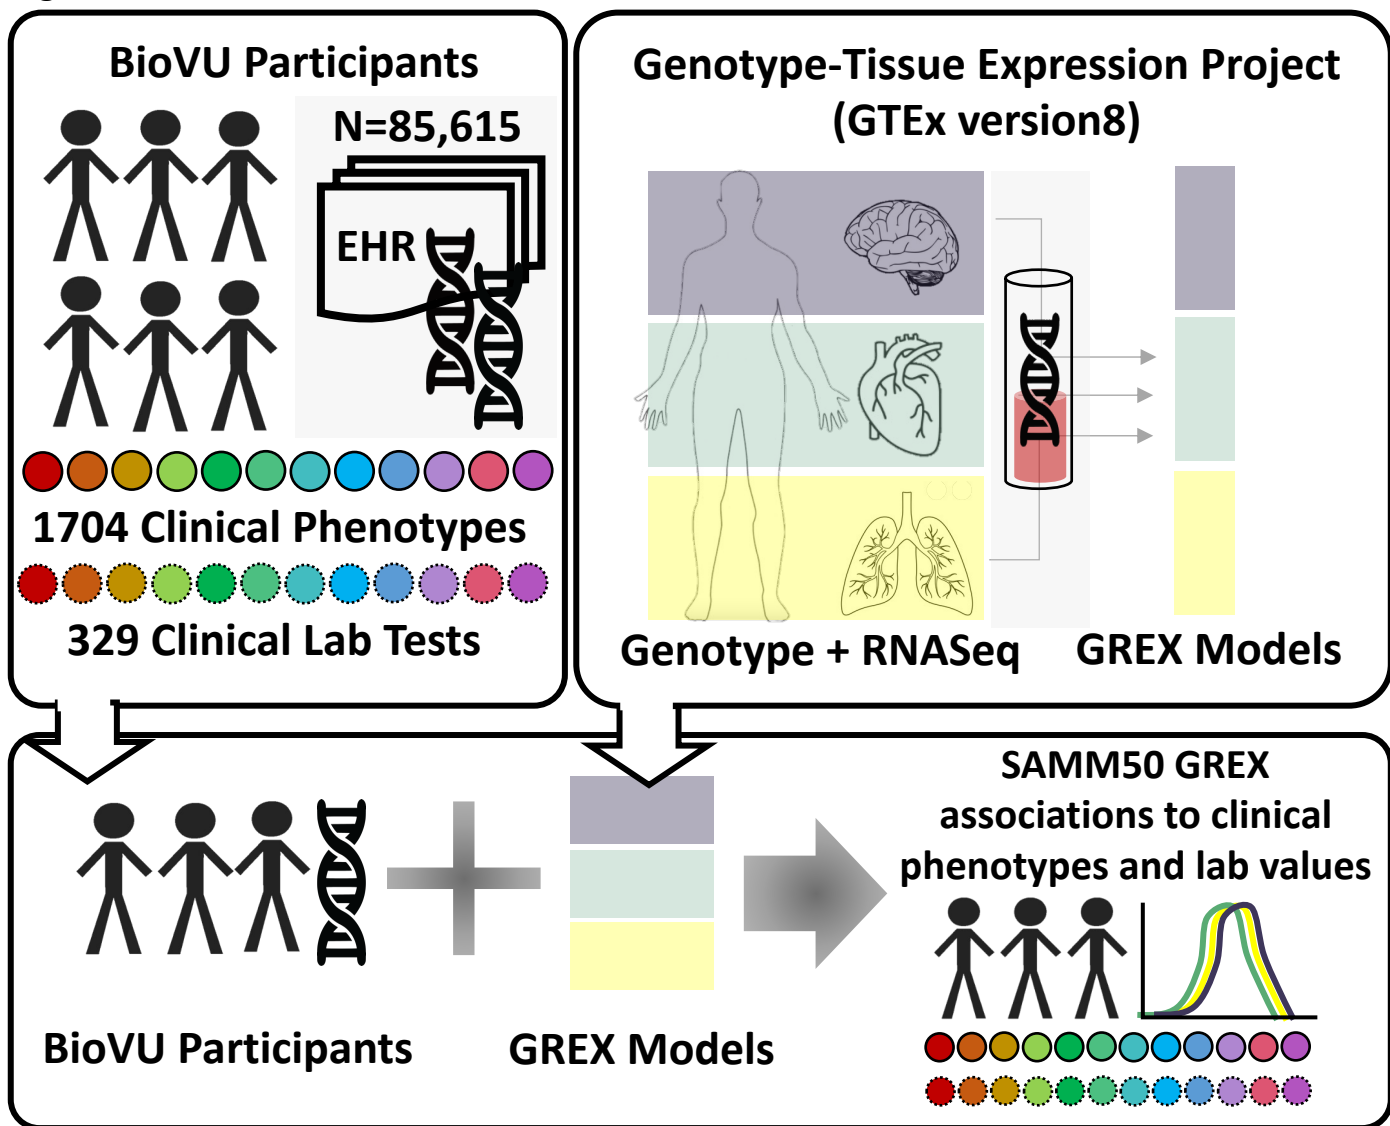 BioVU Participants
N=85,615
EHR
1704 Clinical Phenotypes
329 Clinical Lab Tests
Genotype-Tissue Expression Project
(GTEx version8)
Genotype + RNASeq
GREX Models
BioVU Participants
GREX Models
SAMM50 GREX
associations to clinical
phenotypes and lab values